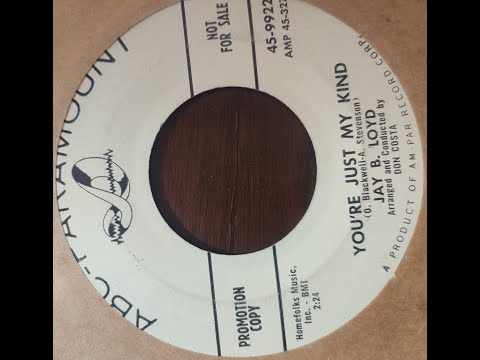 ABC-PARAMOUNT
NOT
FOR SALE
45-9922
AMP 45-327
PROMOTION
COPY
Homefolks Music,
Inc. - BMI
2:24
YOU'RE JUST MY KIND
(O. Blackwell-A. Stevenson)
JAY B. LOYD
Arranged and Conducted by
DON COSTA
A PRODUCT OF AM-PAR RECORD CORP.